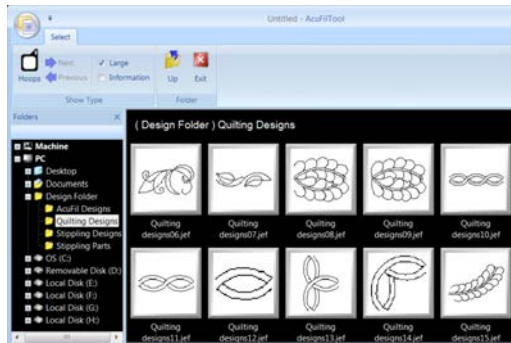 Untitled - AcuFilTool
Select
Hoops
Next
Previous
Large
Information
Up
Exit
Show Type
Folder
Folders
( Design Folder ) Quilting Designs
Machine
PC
Desktop
Documents
Design Folder
AcuFil Designs
Quilting Designs
Stippling Designs
Stippling Parts
OS (C:)
Removable Disk (D:)
Local Disk (E:)
Local Disk (F:)
Local Disk (G:)
Local Disk (H:)
Quilting
designs06.jef
Quilting
designs07.jef
Quilting
designs08.jef
Quilting
designs09.jef
Quilting
designs10.jef
Quilting
designs11.jef
Quilting
designs12.jef
Quilting
designs13.jef
Quilting
designs14.jef
Quilting
designs15.jef